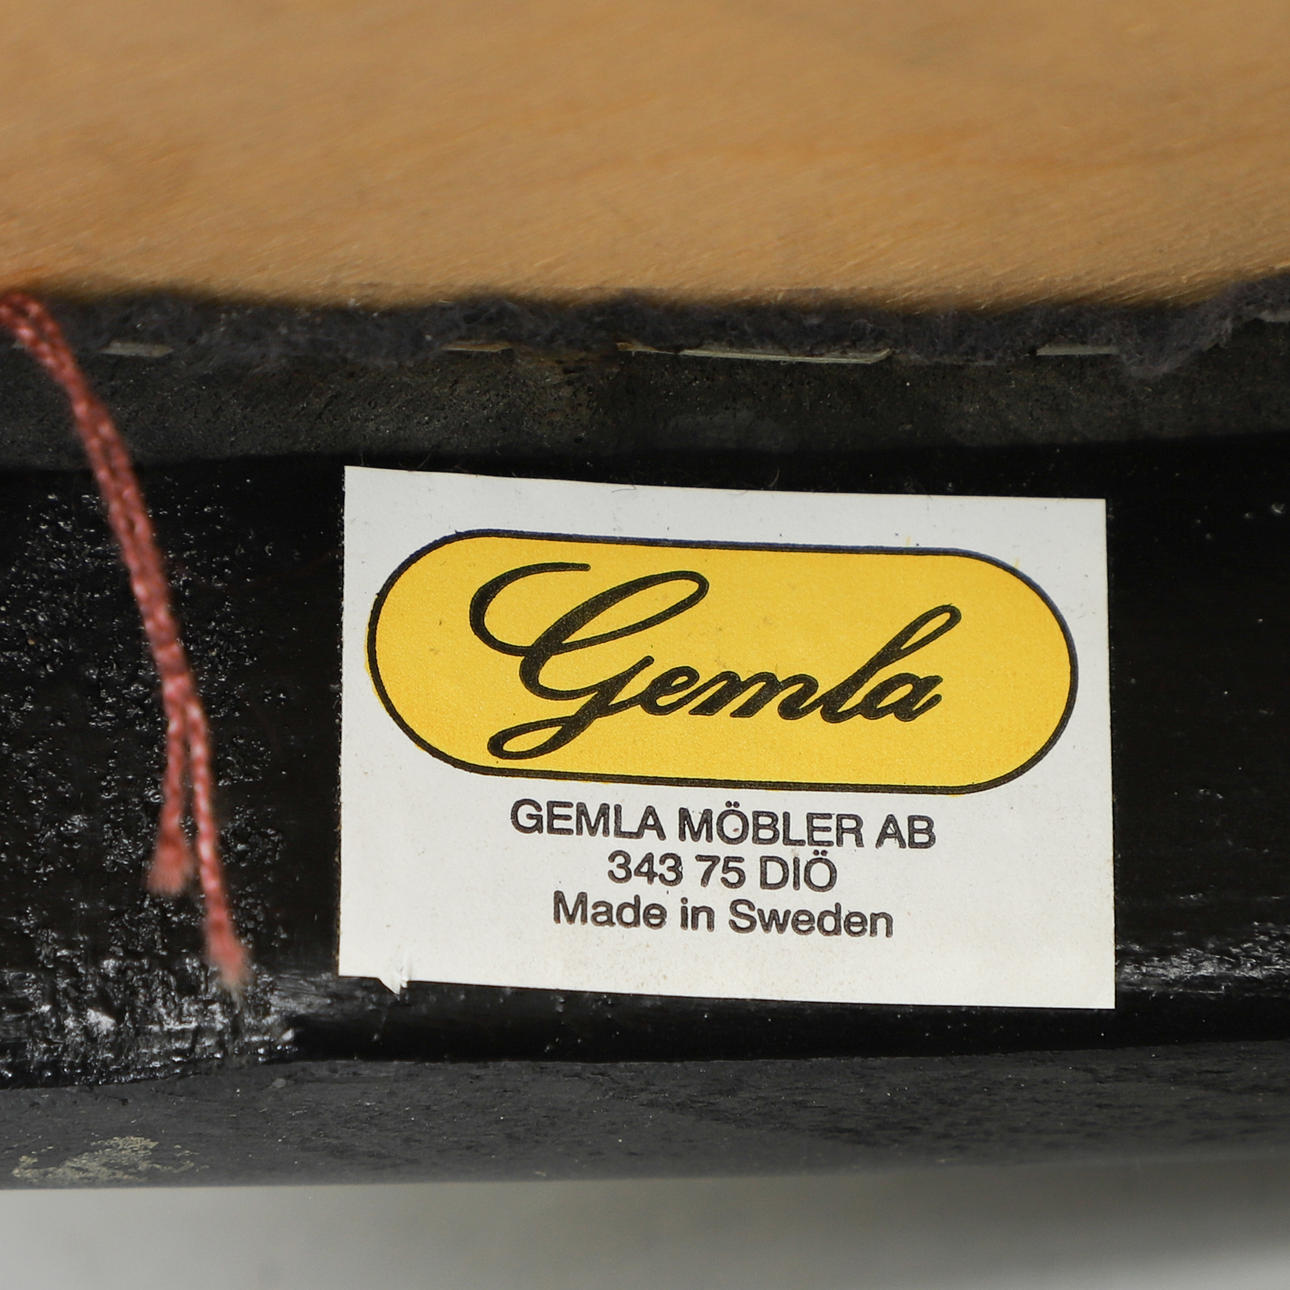 Gemla
GEMLA MÖBLER AB
343 75 DIÖ
Made in Sweden